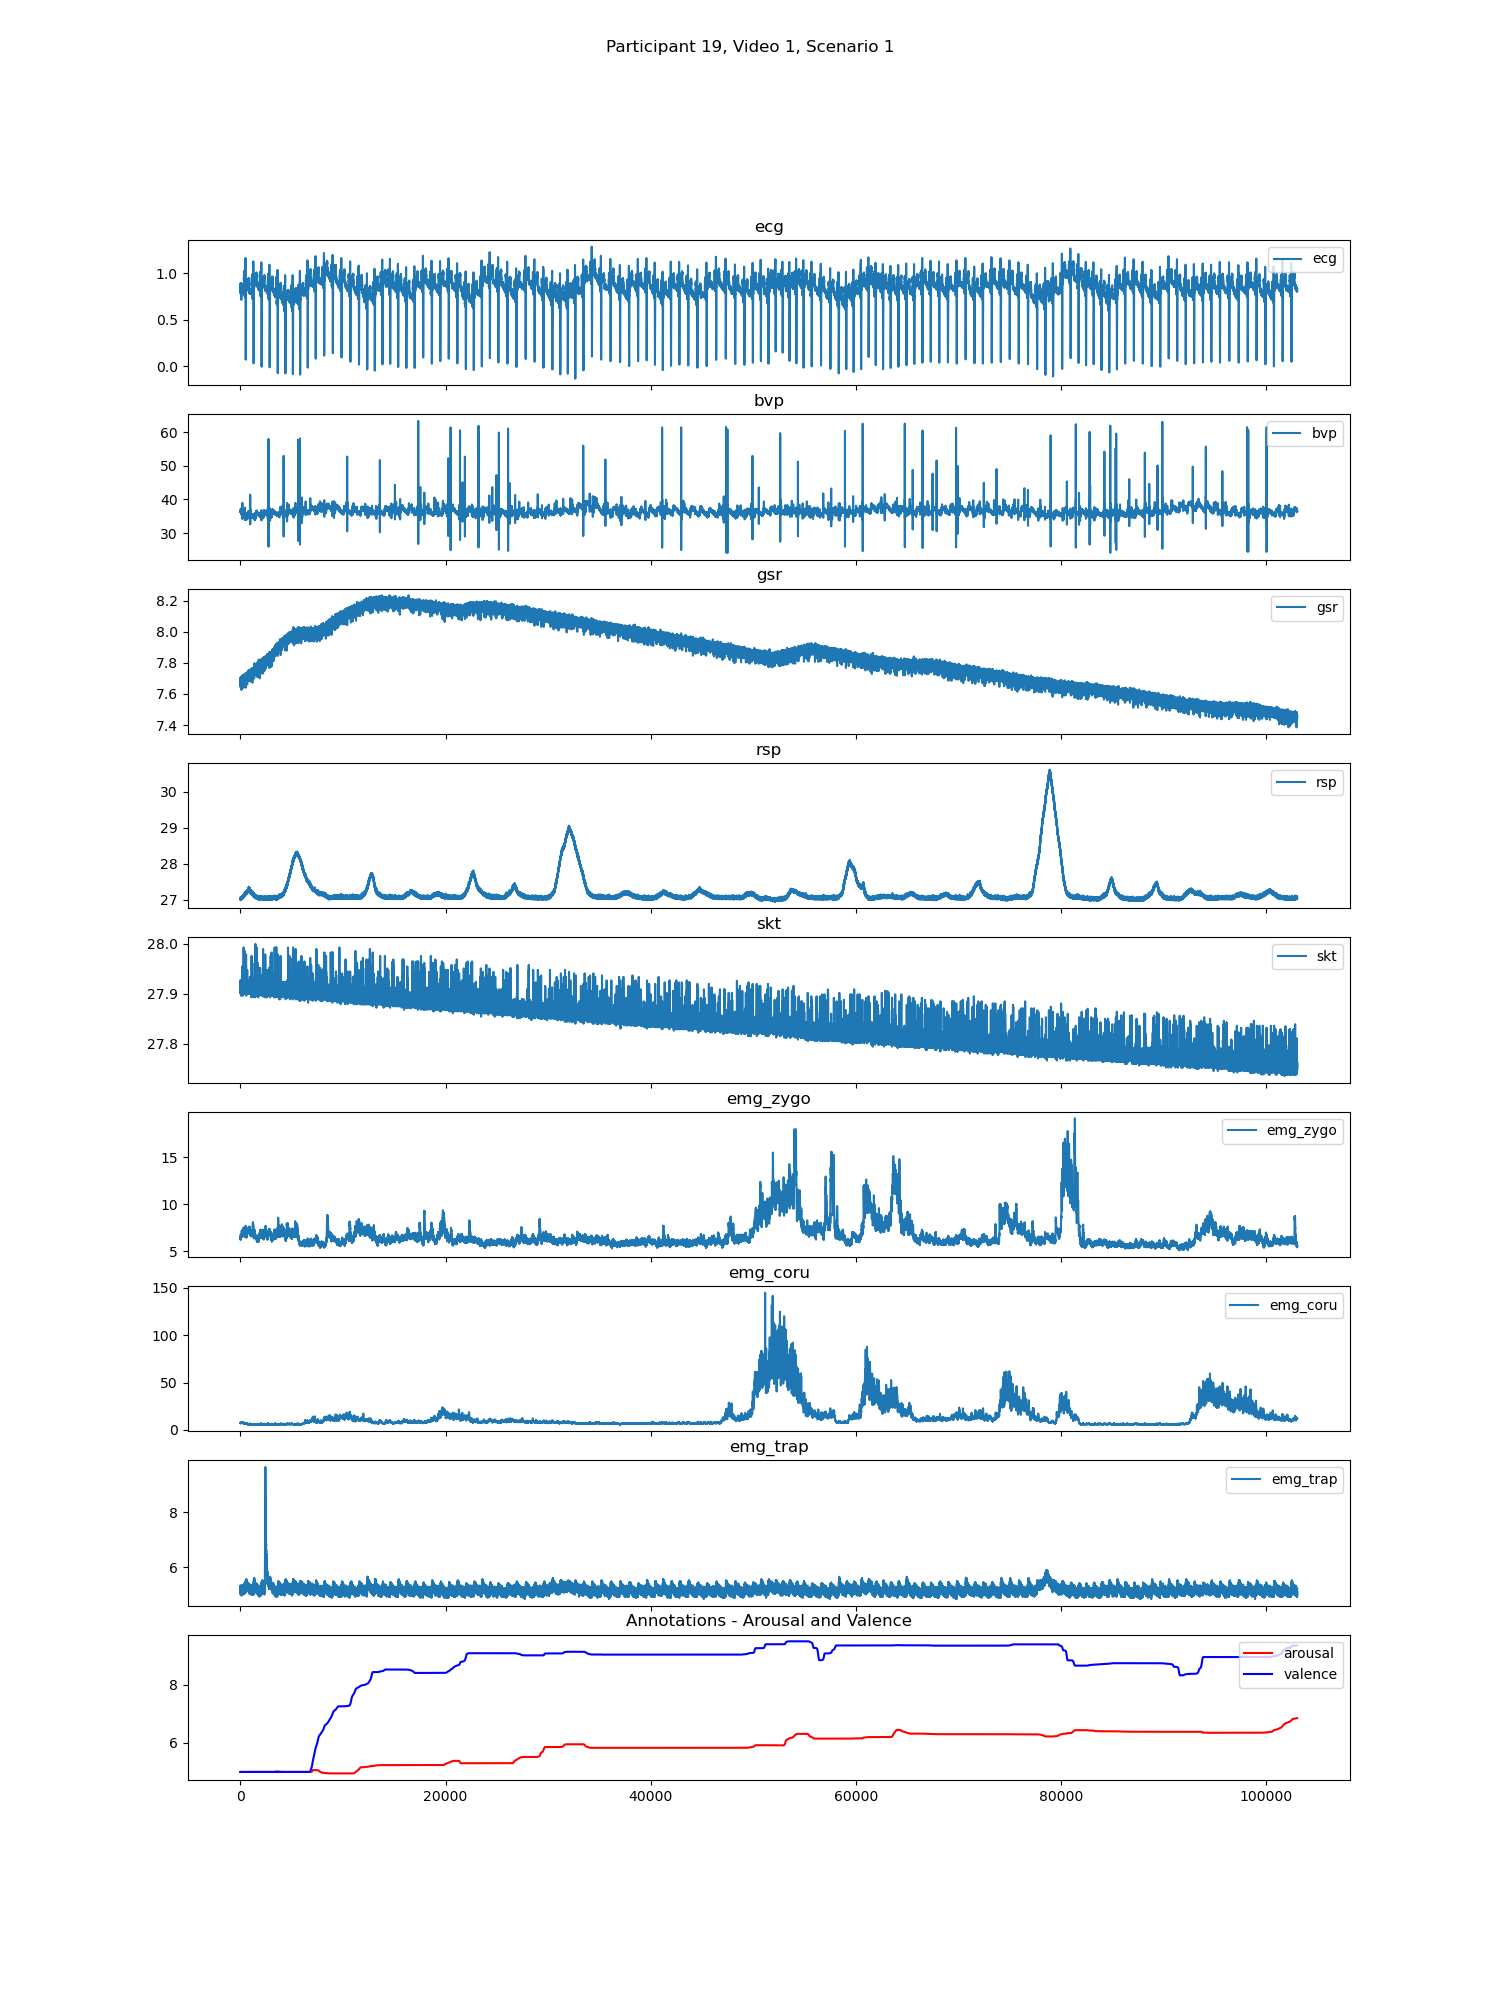 Participant 19, Video 1, Scenario 1
ecg
1.0
0.5
0.0
ecg
bvp
60
50
40
30
bvp
gsr
8.2
8.0
7.8
7.6
7.4
gsr
rsp
30
29
28
27
rsp
skt
28.0
27.9
27.8
skt
emg_zygo
15
10
5
emg_zygo
emg_coru
150
100
50
0
emg_coru
emg_trap
8
6
emg_trap
Annotations - Arousal and Valence
8
6
arousal
valence
0 20000 40000 60000 80000 100000